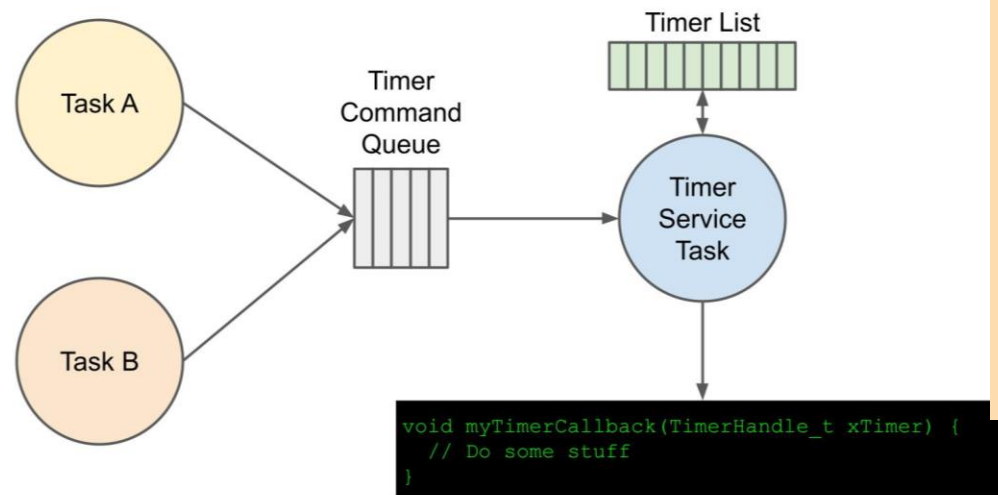 Timer List
Task A
Timer
Command
Queue
Timer
Service
Task
Task B
void myTimerCallback(TimerHandle_t xTimer) {
  // Do some stuff
}